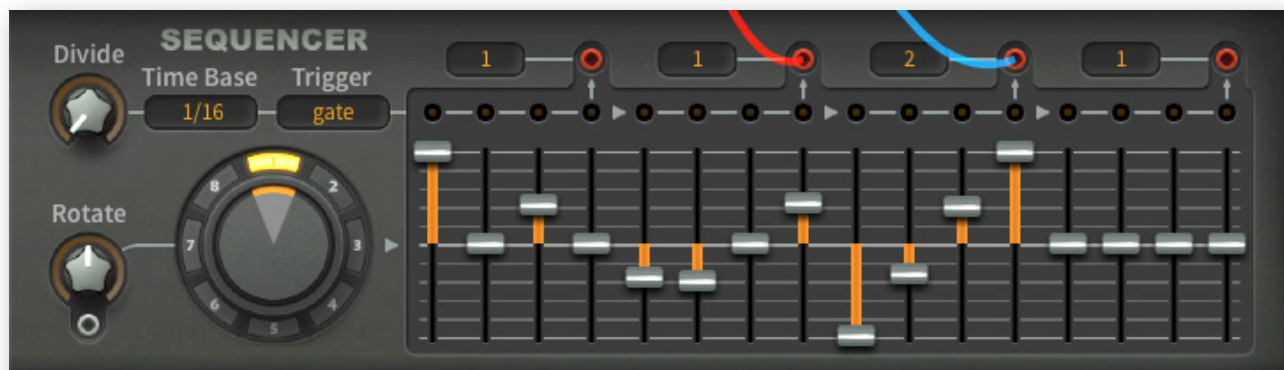 SEQUENCER
Divide
Time Base
Trigger
1/16
gate
1
1
2
1
Rotate
2
3
4
5
6
7
8